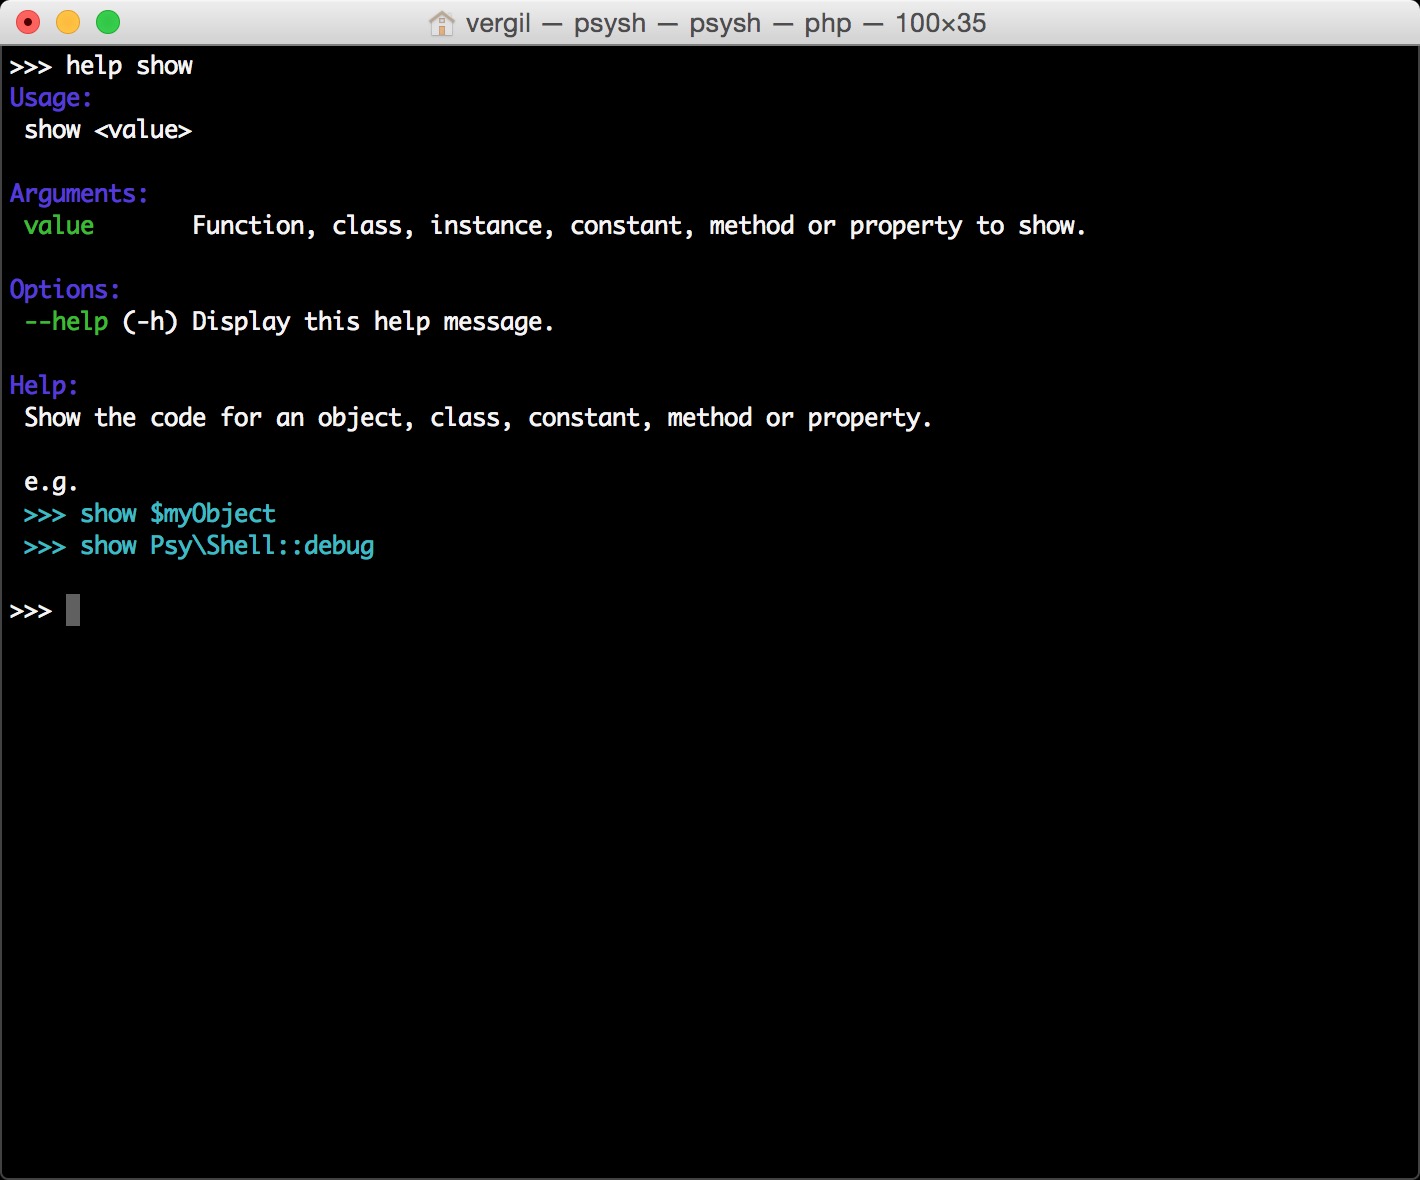 vergil — psysh — psysh — php — 100×35
>>> help show
Usage:
 show <value>

Arguments:
 value       Function, class, instance, constant, method or property to show.

Options:
 --help (-h) Display this help message.

Help:
 Show the code for an object, class, constant, method or property.

 e.g.
 >>> show $myObject
 >>> show Psy\Shell::debug

>>>